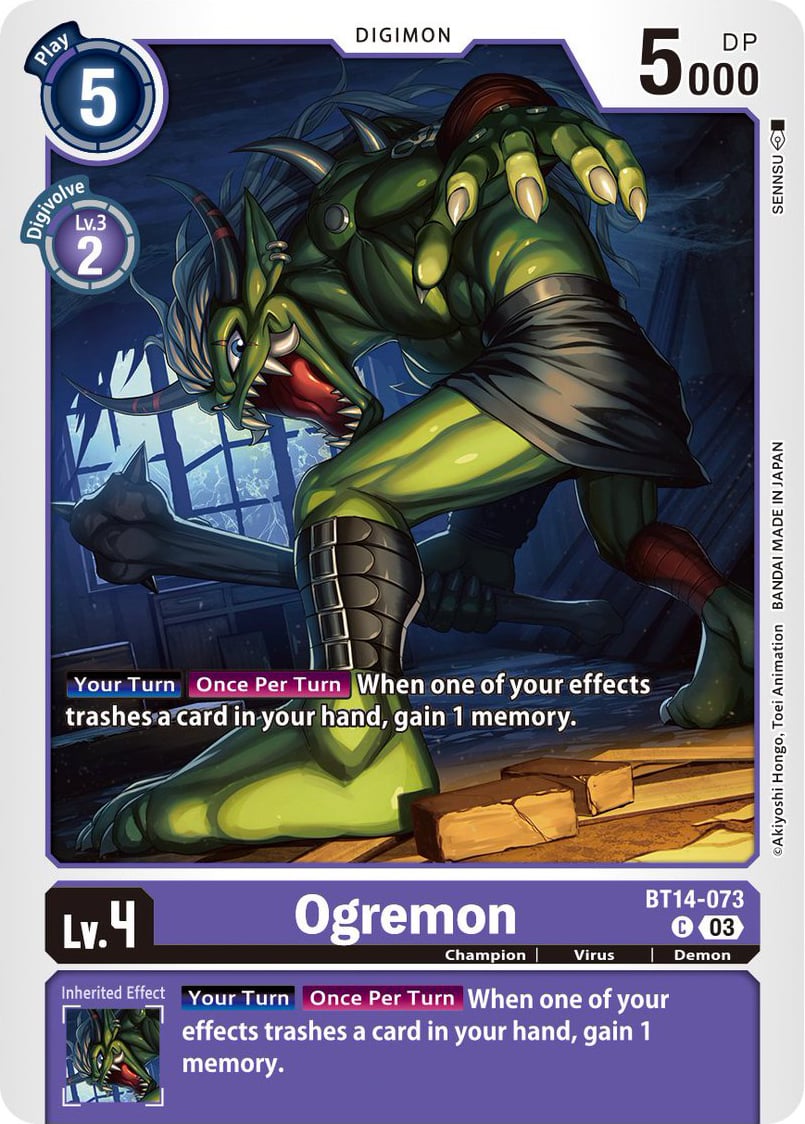 DIGIMON
Play
5
DP
5000
Digivolve
Lv.3
2
SENNSU
Your Turn Once Per Turn When one of your effects
trashes a card in your hand, gain 1 memory.
©Akiyoshi Hongo, Toei Animation BANDAI MADE IN JAPAN
Lv.4
Ogremon
BT14-073
C 03
Champion | Virus | Demon
Inherited Effect
Your Turn Once Per Turn When one of your
effects trashes a card in your hand, gain 1
memory.